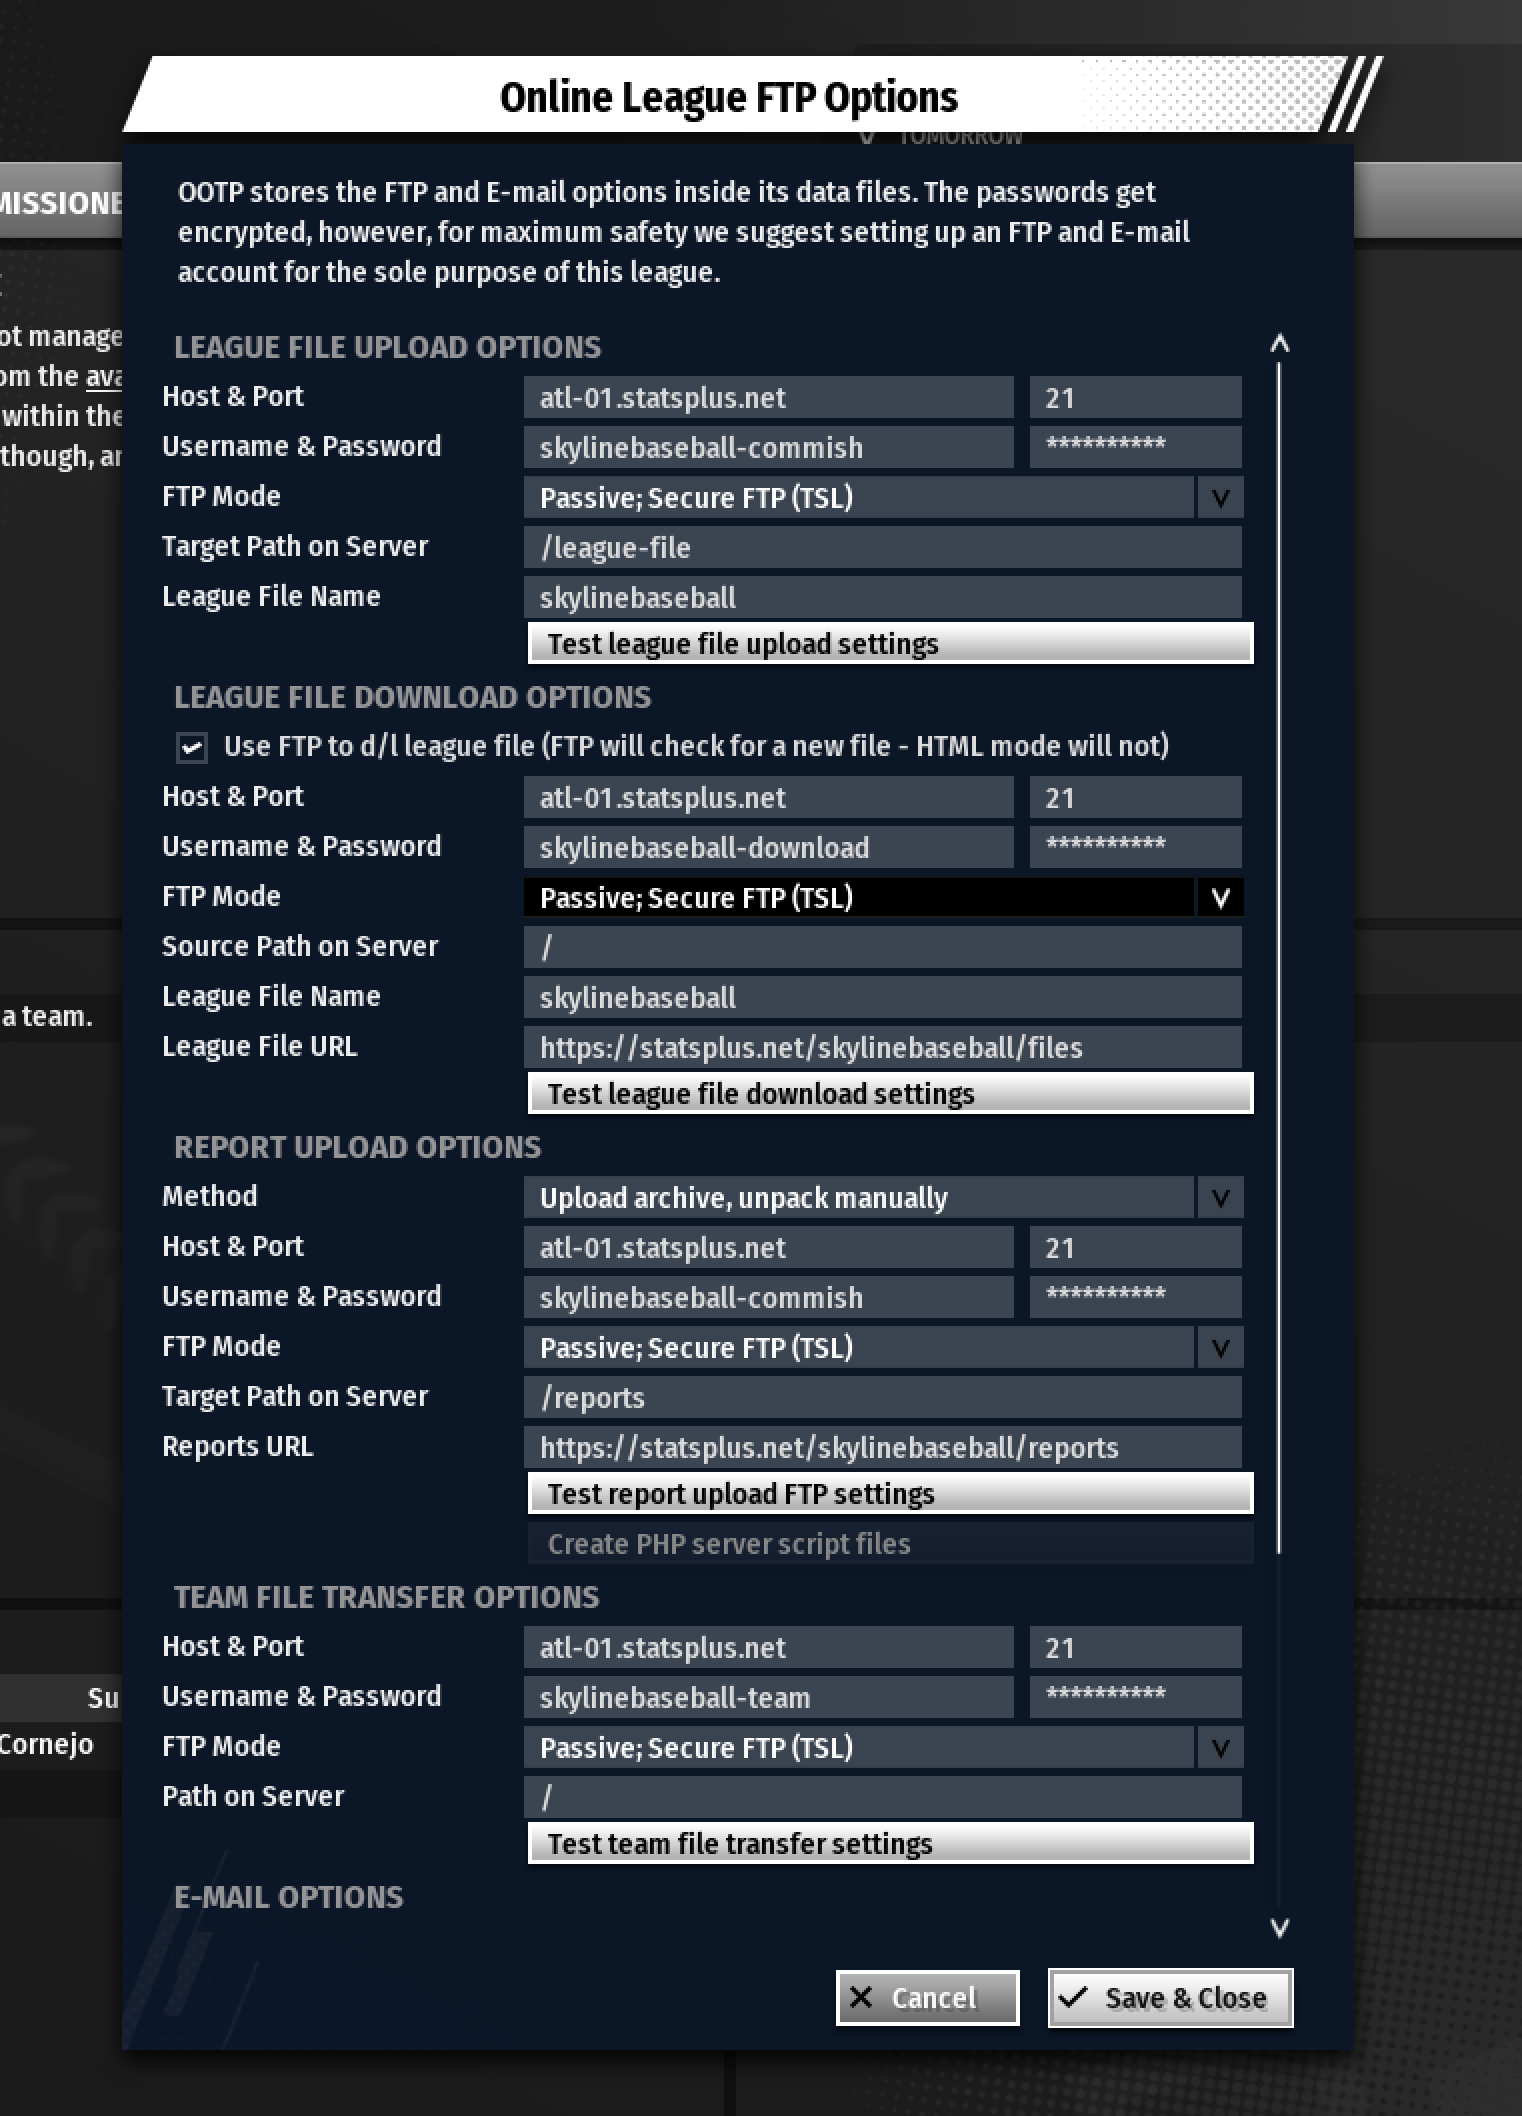 Online League FTP Options
TOMORROW
OOTP stores the FTP and E-mail options inside its data files. The passwords get
encrypted, however, for maximum safety we suggest setting up an FTP and E-mail
account for the sole purpose of this league.
ot manage
om the ava
within the
though, ar
LEAGUE FILE UPLOAD OPTIONS
Host & Port atl-01.statsplus.net 21
Username & Password skylinebaseball-commish **********
FTP Mode Passive; Secure FTP (TSL)
Target Path on Server /league-file
League File Name skylinebaseball
Test league file upload settings
LEAGUE FILE DOWNLOAD OPTIONS
Use FTP to d/l league file (FTP will check for a new file - HTML mode will not)
Host & Port atl-01.statsplus.net 21
Username & Password skylinebaseball-download **********
FTP Mode Passive; Secure FTP (TSL)
Source Path on Server /
League File Name skylinebaseball
a team.
League File URL https://statsplus.net/skylinebaseball/files
Test league file download settings
REPORT UPLOAD OPTIONS
Method Upload archive, unpack manually
Host & Port atl-01.statsplus.net 21
Username & Password skylinebaseball-commish **********
FTP Mode Passive; Secure FTP (TSL)
Target Path on Server /reports
Reports URL https://statsplus.net/skylinebaseball/reports
Test report upload FTP settings
Create PHP server script files
TEAM FILE TRANSFER OPTIONS
Host & Port atl-01.statsplus.net 21
Username & Password skylinebaseball-team **********
Su
FTP Mode Passive; Secure FTP (TSL)
Cornejo
Path on Server /
Test team file transfer settings
E-MAIL OPTIONS
Cancel
Save & Close